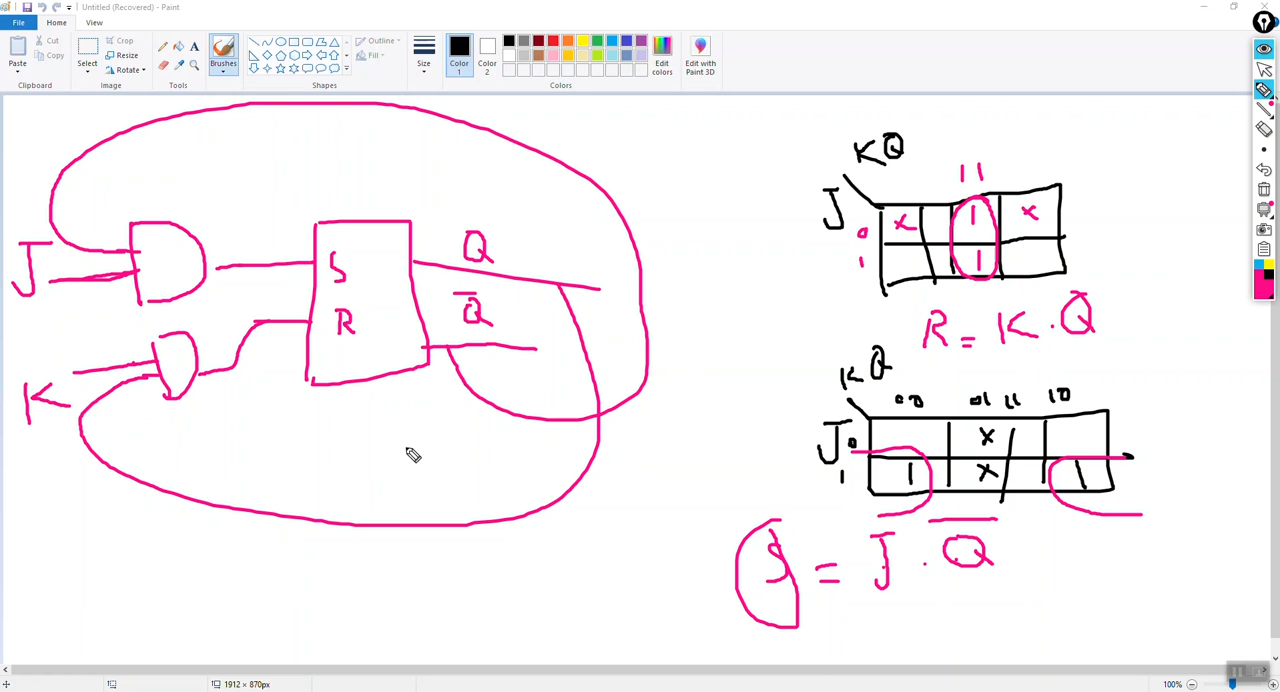 Untitled (Recovered) - Paint
File Home View
Paste
Cut
Copy
Clipboard
Select
Crop
Resize
Rotate
Image
A
Tools
Brushes
Shapes
Outline
Fill
Size
Color 1
Color 2
Edit colors
Colors
Edit with Paint 3D
J
K
S
R
Q
Q̅
KQ
J
11
0 x 1 x
1 1
R = K . Q
KQ
00 01 11 10
J 0 x
1 1 x 1
S = J . Q̅
1912 × 870px
100%